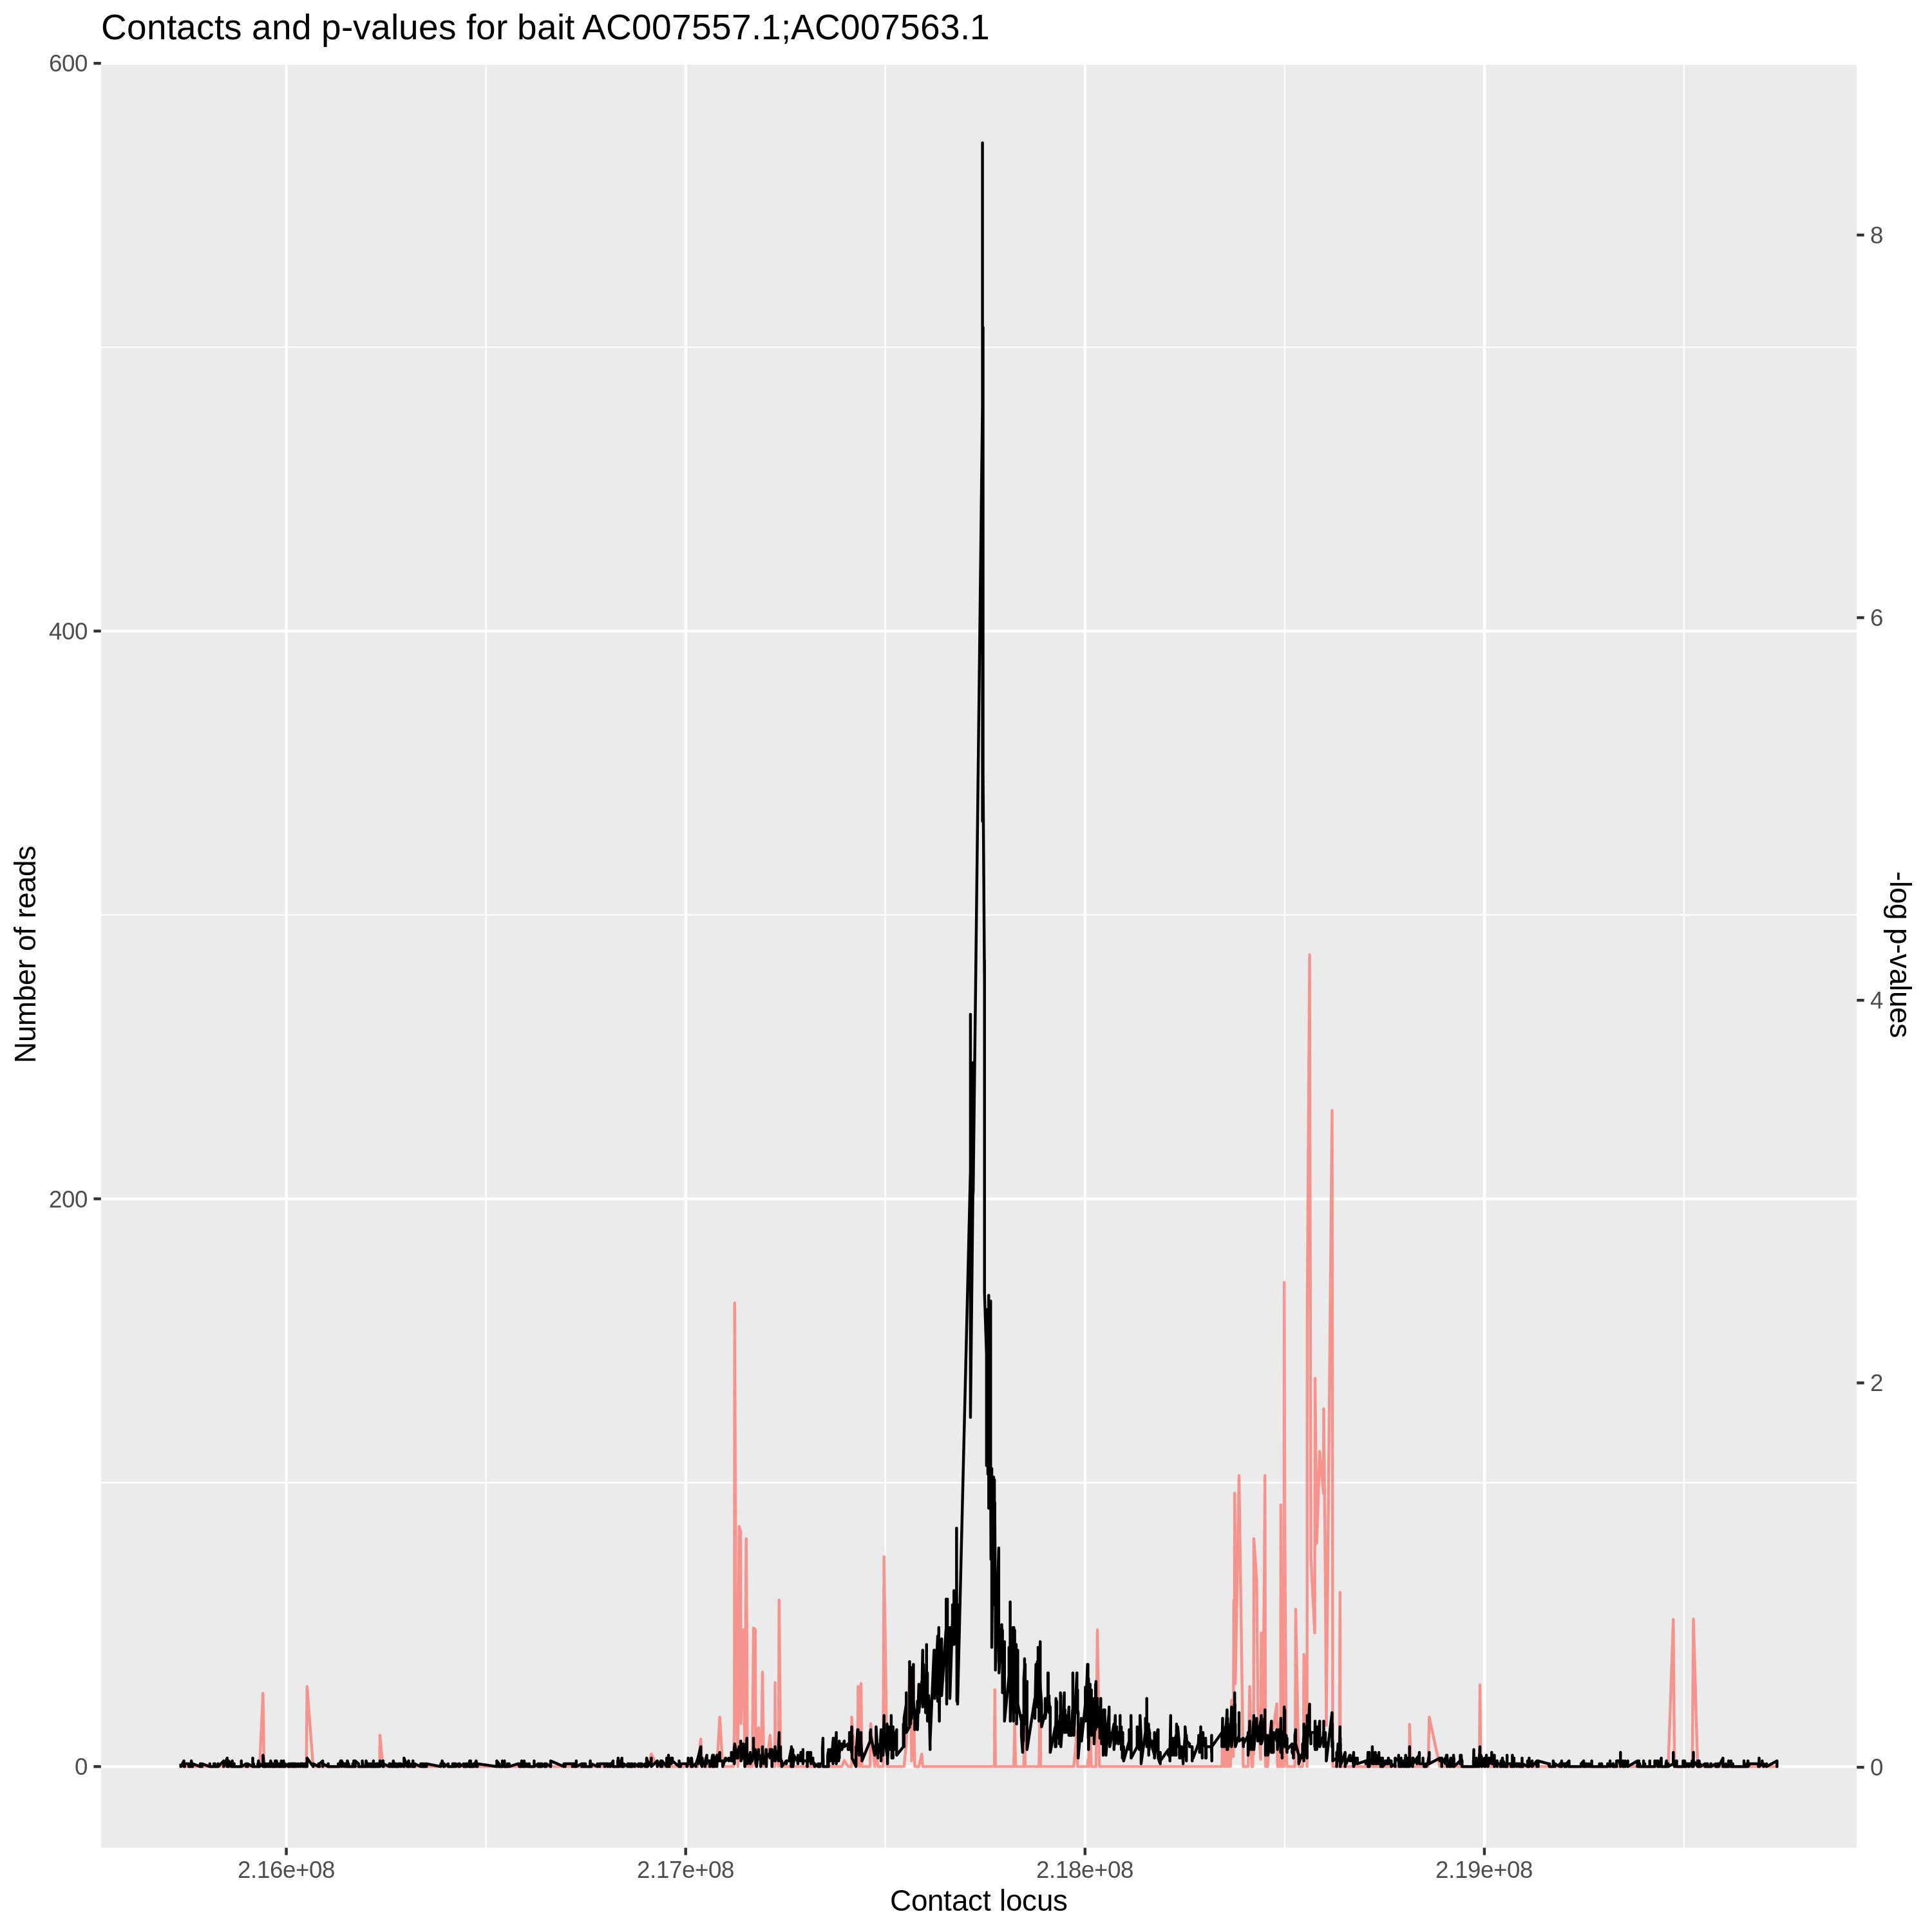 Contacts and p-values for bait AC007557.1;AC007563.1
600
400
200
0
Number of reads
8
6
4
2
0
-log p-values
2.16e+08
2.17e+08
2.18e+08
2.19e+08
Contact locus